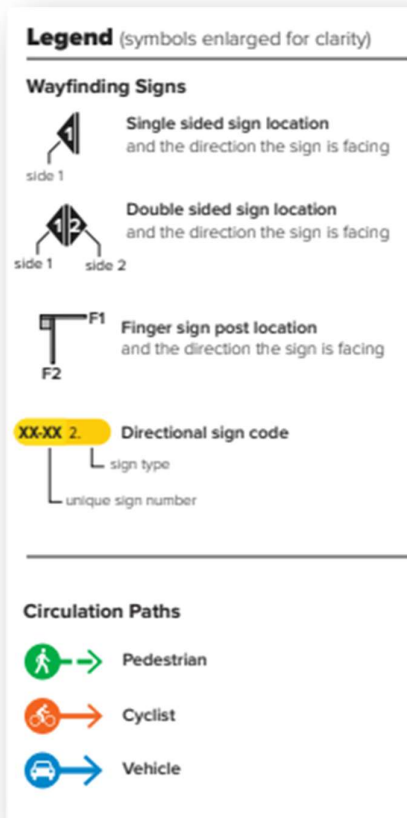 Legend (symbols enlarged for clarity)
Wayfinding Signs
1
Single sided sign location
and the direction the sign is facing
side 1
1 2
Double sided sign location
and the direction the sign is facing
side 1 side 2
F1
Finger sign post location
and the direction the sign is facing
F2
XX-XX 2. Directional sign code
sign type
unique sign number
Circulation Paths
Pedestrian
Cyclist
Vehicle